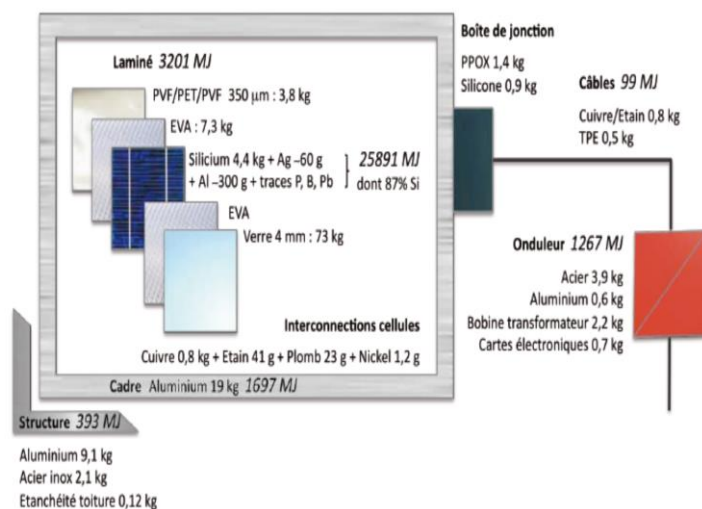 Laminé 3201 MJ
PVF/PET/PVF 350 µm : 3,8 kg
EVA : 7,3 kg
Silicium 4,4 kg + Ag –60 g
+ Al –300 g + traces P, B, Pb
25891 MJ
dont 87% Si
EVA
Verre 4 mm : 73 kg
Interconnections cellules
Cuivre 0,8 kg + Etain 41 g + Plomb 23 g + Nickel 1,2 g
Cadre Aluminium 19 kg 1697 MJ
Structure 393 MJ
Aluminium 9,1 kg
Acier inox 2,1 kg
Etanchéité toiture 0,12 kg
Boîte de jonction
PPOX 1,4 kg
Silicone 0,9 kg
Câbles 99 MJ
Cuivre/Etain 0,8 kg
TPE 0,5 kg
Onduleur 1267 MJ
Acier 3,9 kg
Aluminium 0,6 kg
Bobine transformateur 2,2 kg
Cartes électroniques 0,7 kg